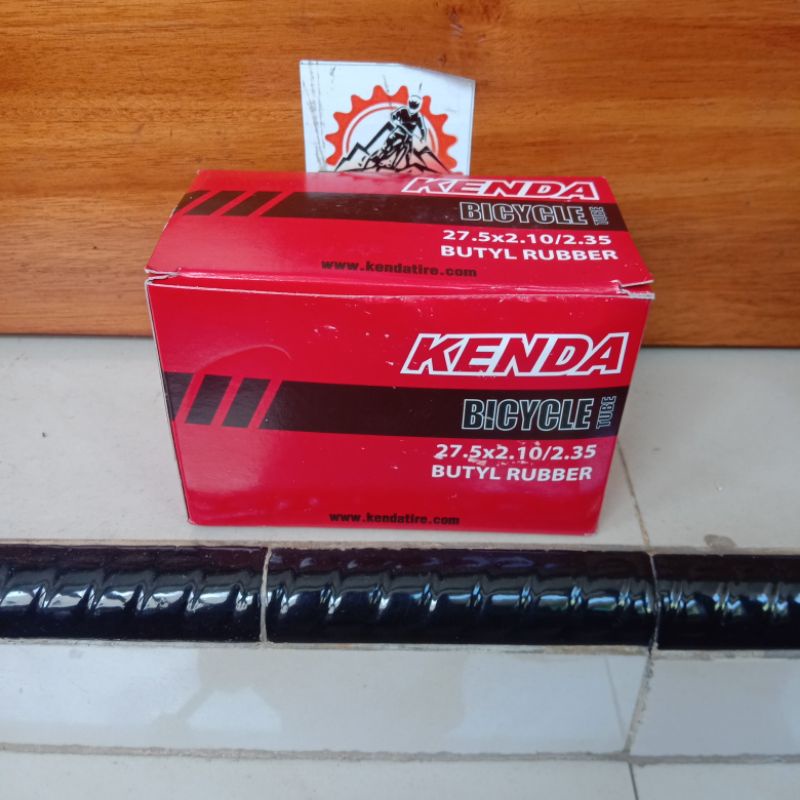 KENDA
BICYCLE TUBE
27.5x2.10/2.35
BUTYL RUBBER
www.kendatire.com
KENDA
BICYCLE TUBE
27.5x2.10/2.35
BUTYL RUBBER
www.kendatire.com